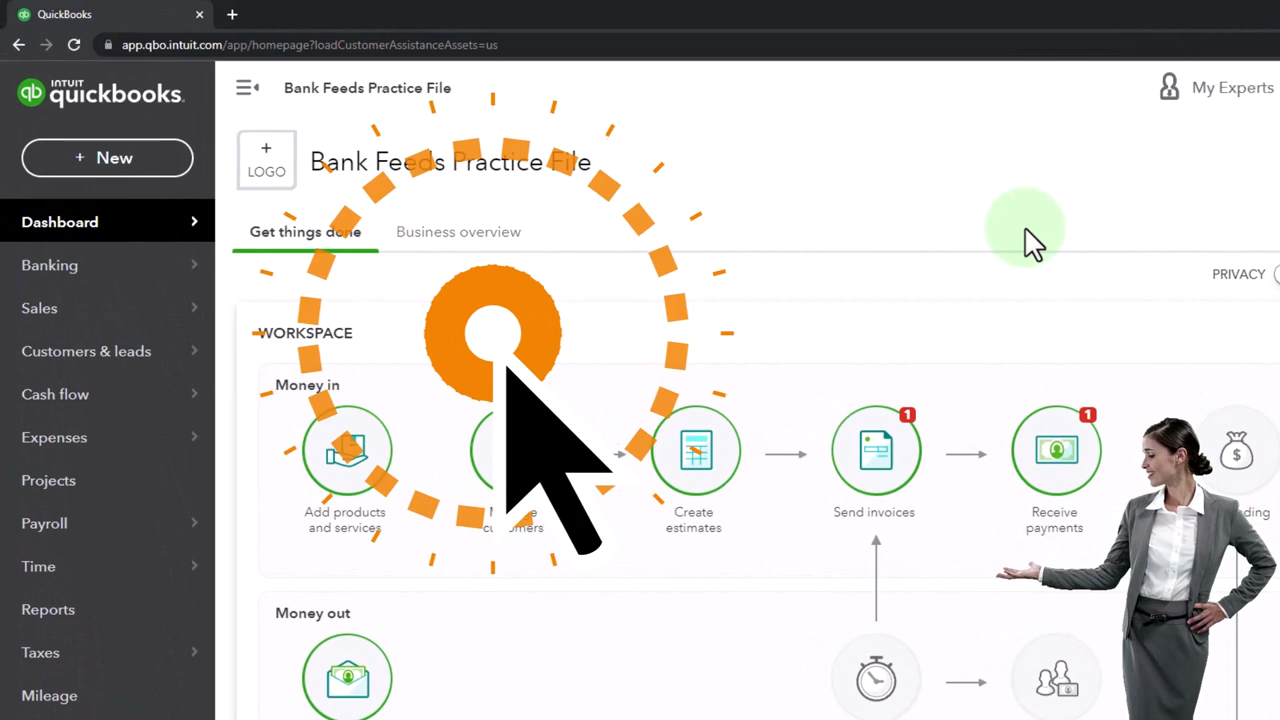 QuickBooks
app.qbo.intuit.com/app/homepage?loadCustomerAssistanceAssets=us
INTUIT
qb quickbooks.
Bank Feeds Practice File
My Experts
+ New
+
LOGO
Bank Feeds Practice File
Dashboard
Banking
Sales
Customers & leads
Cash flow
Expenses
Projects
Payroll
Time
Reports
Taxes
Mileage
Get things done
Business overview
PRIVACY
WORKSPACE
Money in
Add products
and services
Create
estimates
1
Send invoices
1
Receive
payments
$
Money out